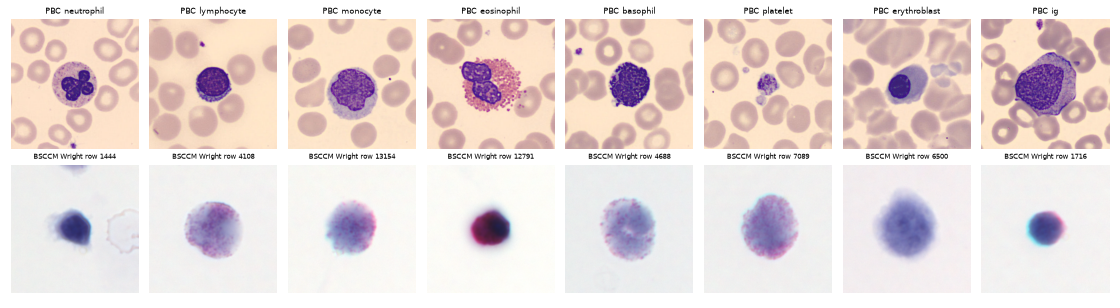 PBC neutrophil
PBC lymphocyte
PBC monocyte
PBC eosinophil
PBC basophil
PBC platelet
PBC erythroblast
PBC ig
BSCCM Wright row 1444
BSCCM Wright row 4108
BSCCM Wright row 13154
BSCCM Wright row 12791
BSCCM Wright row 4688
BSCCM Wright row 7089
BSCCM Wright row 6500
BSCCM Wright row 1716